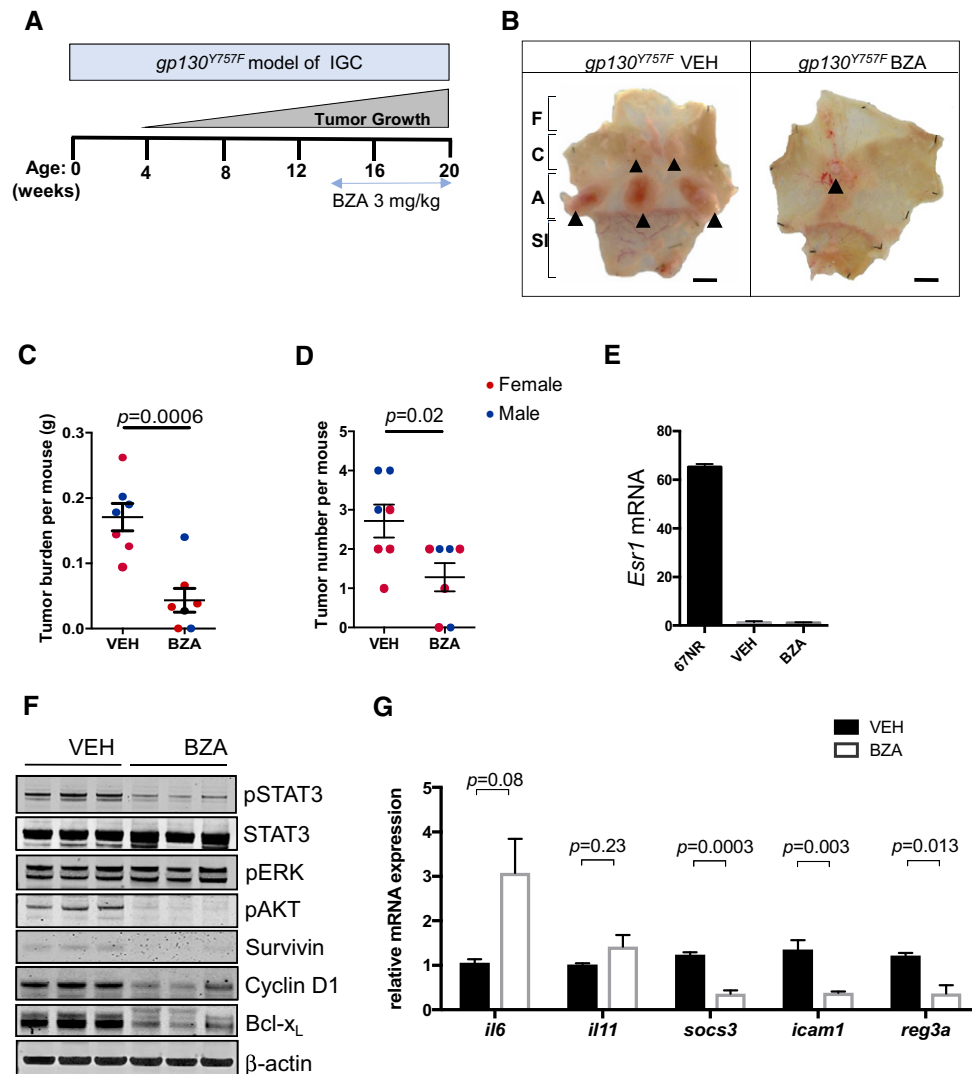 A
gp130Y757F model of IGC
Tumor Growth
Age: 0 4 8 12 16 20
(weeks)
BZA 3 mg/kg
B
gp130Y757F VEH
gp130Y757F BZA
F
C
A
SI
C
p=0.0006
Tumor burden per mouse (g)
0.3
0.2
0.1
0.0
VEH BZA
D
Female
Male
p=0.02
Tumor number per mouse
5
4
3
2
1
0
VEH BZA
E
Esr1 mRNA
80
60
40
20
0
67NR VEH BZA
F
VEH BZA
pSTAT3
STAT3
pERK
pAKT
Survivin
Cyclin D1
Bcl-xL
β-actin
G
VEH
BZA
p=0.08
p=0.23
p=0.0003
p=0.003
p=0.013
relative mRNA expression
5
4
3
2
1
0
il6 il11 socs3 icam1 reg3a